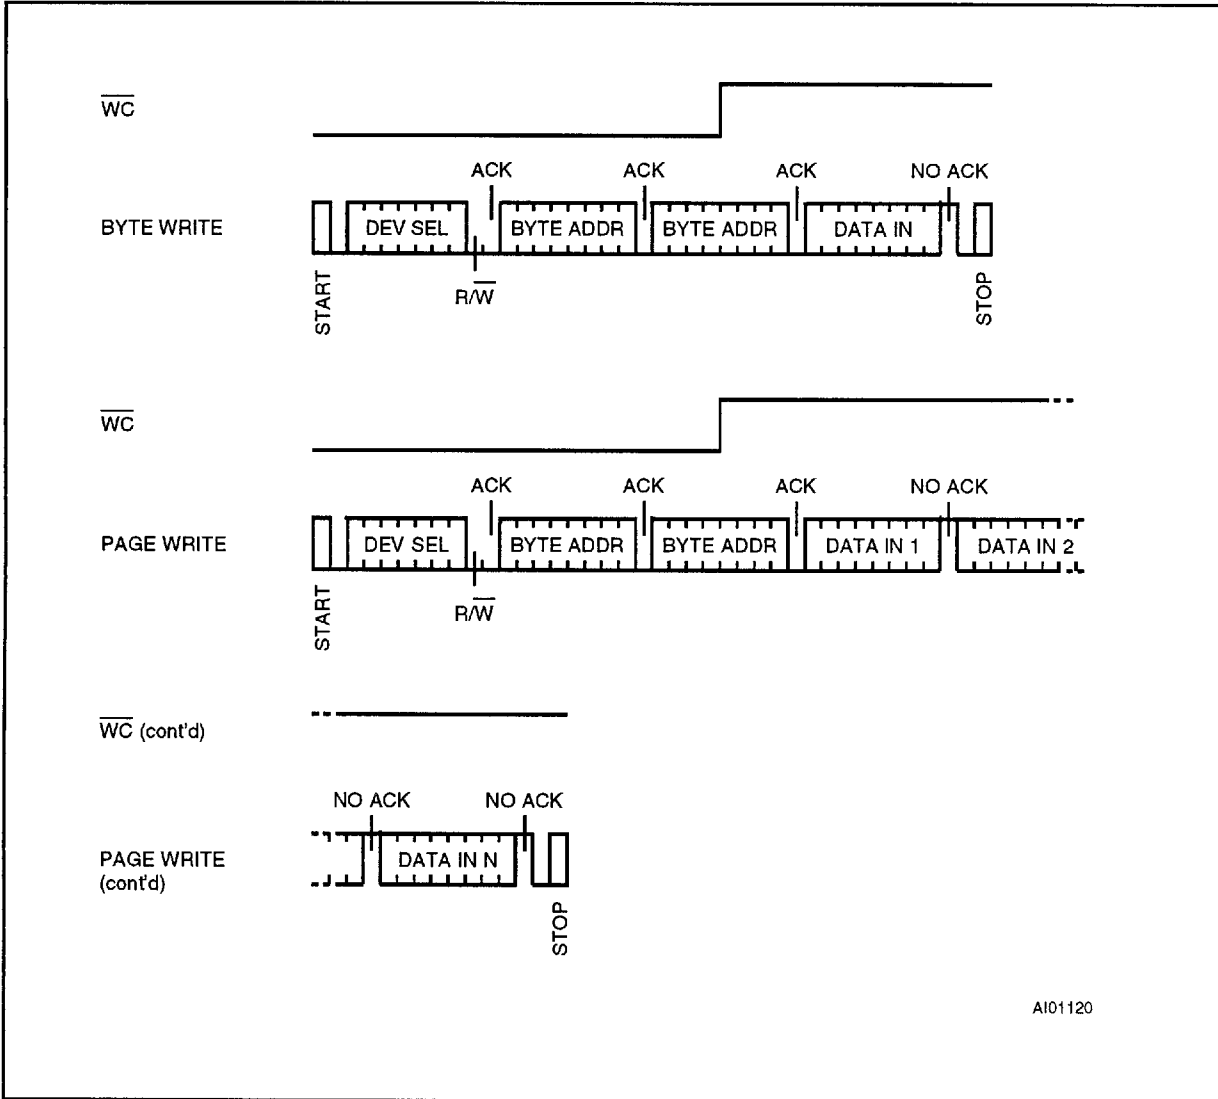 WC
ACK ACK ACK NO ACK
BYTE WRITE DEV SEL BYTE ADDR BYTE ADDR DATA IN
START R/W STOP
WC
ACK ACK ACK NO ACK
PAGE WRITE DEV SEL BYTE ADDR BYTE ADDR DATA IN 1 DATA IN 2
START R/W
WC (cont'd)
NO ACK NO ACK
PAGE WRITE DATA IN N
(cont'd)
STOP
AI01120